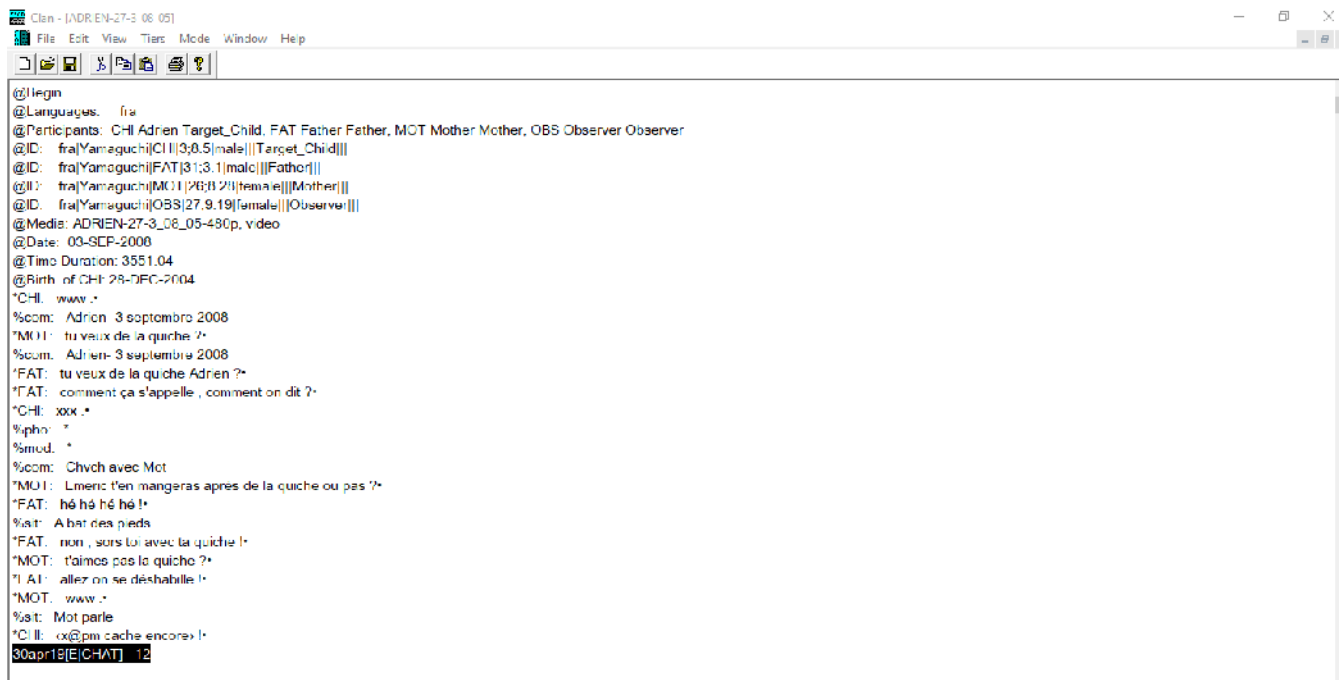 Clan - [ADRIEN-27-3_08_05]
File Edit View Tiers Mode Window Help
@Begin
@Languages: fra
@Participants: CHI Adrien Target_Child, FAT Father Father, MOT Mother Mother, OBS Observer Observer
@ID: fra|Yamaguchi|CHI|3;8.5|male|||Target_Child|||
@ID: fra|Yamaguchi|FAT|31;3.1|male|||Father|||
@ID: fra|Yamaguchi|MOT|26;8.28|female|||Mother|||
@ID: fra|Yamaguchi|OBS|27;9.19|female|||Observer|||
@Media: ADRIEN-27-3_08_05-480p, video
@Date: 03-SEP-2008
@Time Duration: 3551.04
@Birth of CHI: 28-DEC-2004
*CHI: www .•
%com: Adrien- 3 septembre 2008
*MOT: tu veux de la quiche ?•
%com: Adrien- 3 septembre 2008
*FAT: tu veux de la quiche Adrien ?•
*FAT: comment ça s'appelle , comment on dit ?•
*CHI: xxx .•
%pho: *
%mod: *
%com: Chvch avec Mot
*MOT: Emeric t'en mangeras après de la quiche ou pas ?•
*FAT: hé hé hé hé !•
%sit: A bat des pieds
*FAT: non , sors toi avec ta quiche !•
*MOT: t'aimes pas la quiche ?•
*FAT: allez on se déshabille !•
*MOT: www .•
%sit: Mot parle
*CHI: <x@pm cache encore> !•
30apr19[E|CHAT] 12